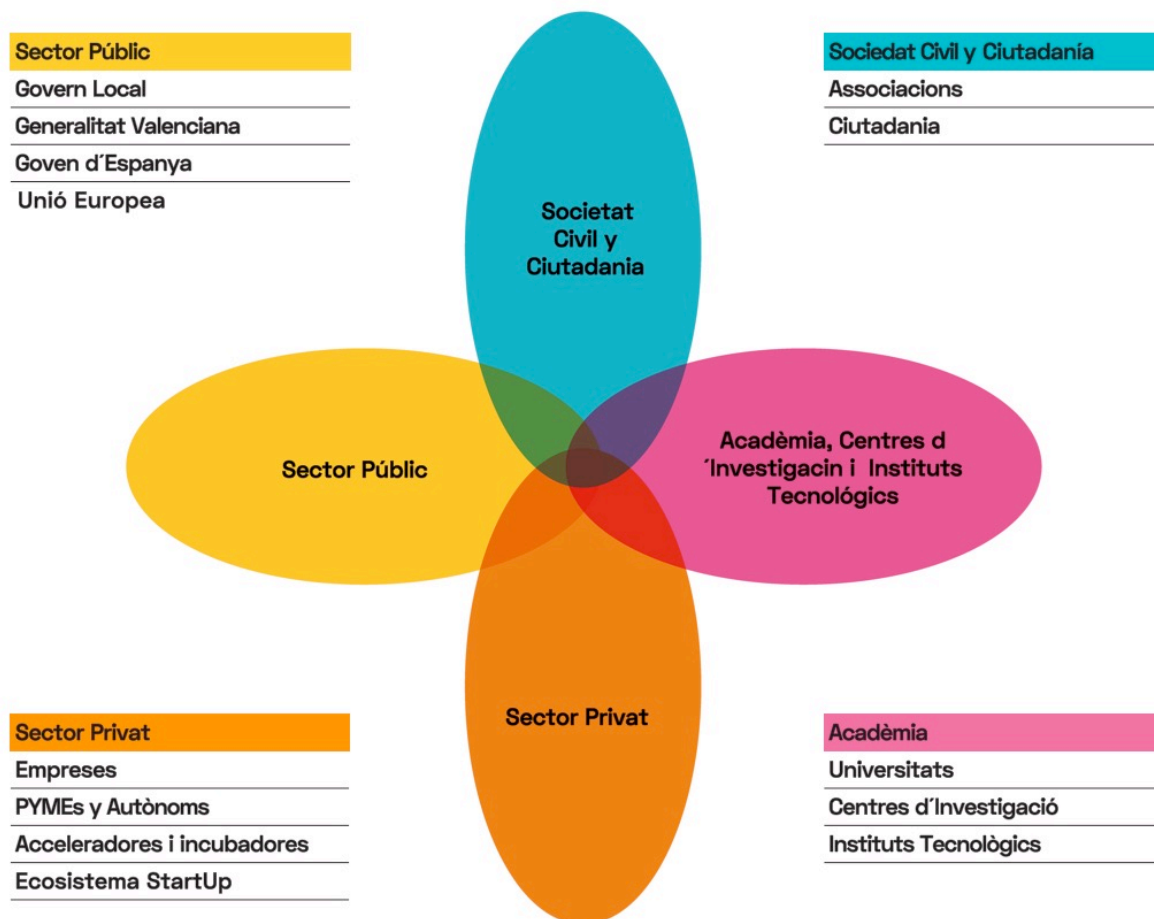 Sector Públic
Govern Local
Generalitat Valenciana
Goven d´Espanya
Unió Europea
Sociedat Civil y Ciutadanía
Associacions
Ciutadania
Societat
Civil y
Ciutadania
Sector Públic
Acadèmia, Centres d
´Investigacin i Instituts
Tecnológics
Sector Privat
Sector Privat
Empreses
PYMEs y Autònoms
Acceleradores i incubadores
Ecosistema StartUp
Acadèmia
Universitats
Centres d´Investigació
Instituts Tecnològics